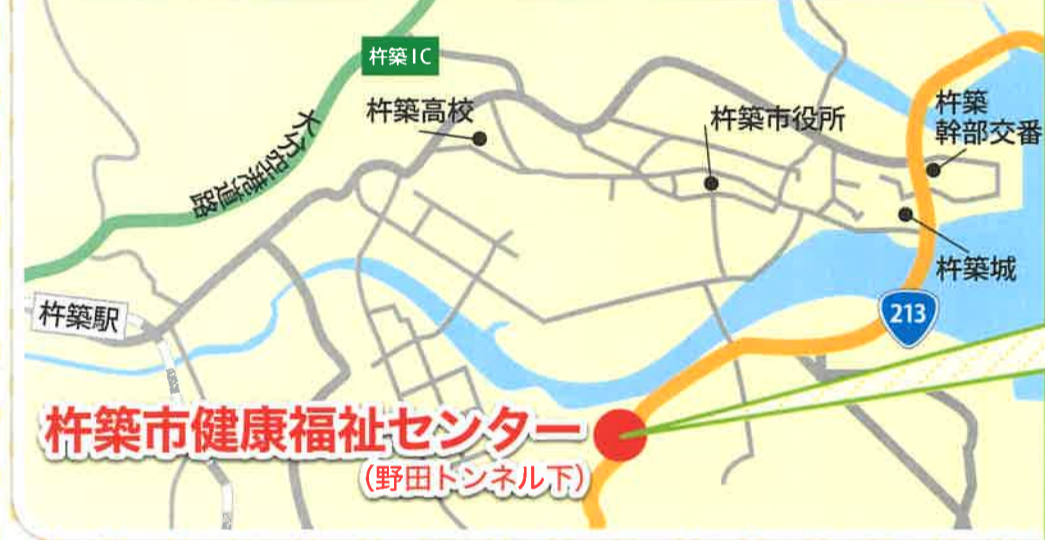 杵築IC
杵築高校
杵築市役所
杵築
幹部交番
大分空港道路
杵築城
杵築駅
213
杵築市健康福祉センター
(野田トンネル下)